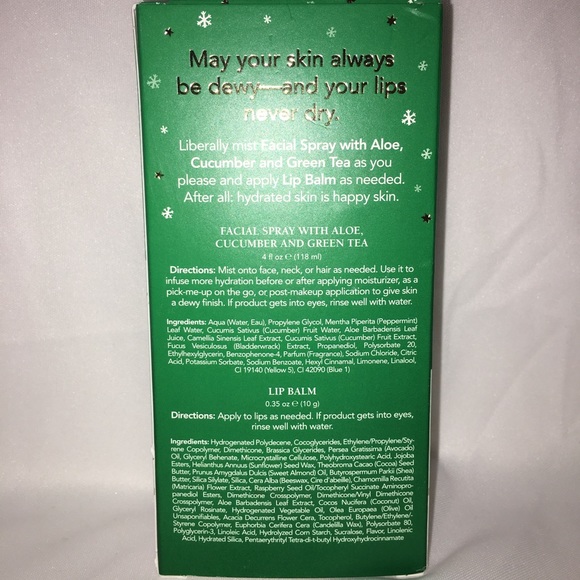 May your skin always
be dewy—and your lips
never dry.
Liberally mist Facial Spray with Aloe,
Cucumber and Green Tea as you
please and apply Lip Balm as needed.
After all: hydrated skin is happy skin.
FACIAL SPRAY WITH ALOE,
CUCUMBER AND GREEN TEA
4 fl oz ℮ (118 ml)
Directions: Mist onto face, neck, or hair as needed. Use it to
infuse more hydration before or after applying moisturizer, as a
pick-me-up on the go, or post-makeup application to give skin
a dewy finish. If product gets into eyes, rinse well with water.
Ingredients: Aqua (Water, Eau), Propylene Glycol, Mentha Piperita (Peppermint)
Leaf Water, Cucumis Sativus (Cucumber) Fruit Water, Aloe Barbadensis Leaf
Juice, Camellia Sinensis Leaf Extract, Cucumis Sativus (Cucumber) Fruit Extract,
Fucus Vesiculosus (Bladderwrack) Extract, Propanediol, Polysorbate 20,
Ethylhexylglycerin, Benzophenone-4, Parfum (Fragrance), Sodium Chloride, Citric
Acid, Potassium Sorbate, Sodium Benzoate, Hexyl Cinnamal, Limonene, Linalool,
CI 19140 (Yellow 5), CI 42090 (Blue 1)
LIP BALM
0.35 oz ℮ (10 g)
Directions: Apply to lips as needed. If product gets into eyes,
rinse well with water.
Ingredients: Hydrogenated Polydecene, Cocoglycerides, Ethylene/Propylene/Sty-
rene Copolymer, Dimethicone, Brassica Glycerides, Persea Gratissima (Avocado)
Oil, Glyceryl Behenate, Microcrystalline Cellulose, Polyhydroxystearic Acid, Jojoba
Esters, Helianthus Annuus (Sunflower) Seed Wax, Theobroma Cacao (Cocoa) Seed
Butter, Prunus Amygdalus Dulcis (Sweet Almond) Oil, Butyrospermum Parkii (Shea)
Butter, Silica Silylate, Silica, Cera Alba (Beeswax, Cire d'abeille), Chamomilla Recutita
(Matricaria) Flower Extract, Raspberry Seed Oil/Tocopheryl Succinate Aminopro-
panediol Esters, Dimethicone Crosspolymer, Dimethicone/Vinyl Dimethicone
Crosspolymer, Aloe Barbadensis Leaf Extract, Cocos Nucifera (Coconut) Oil,
Glyceryl Rosinate, Hydrogenated Vegetable Oil, Olea Europaea (Olive) Oil
Unsaponifiables, Acacia Decurrens Flower Cera, Tocopherol, Butylene/Ethylene/-
Styrene Copolymer, Euphorbia Cerifera Cera (Candelilla Wax), Polysorbate 80,
Polyglycerin-3, Linoleic Acid, Hydrolyzed Corn Starch, Sucralose, Flavor, Linolenic
Acid, Hydrated Silica, Pentaerythrityl Tetra-di-t-butyl Hydroxyhydrocinnamate